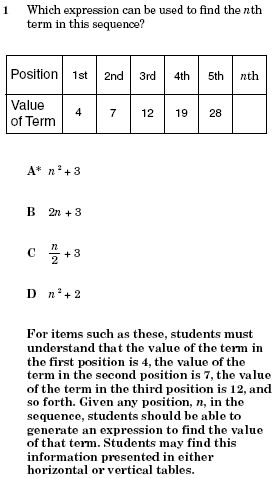 1 Which expression can be used to find the nth
term in this sequence?
Position 1st 2nd 3rd 4th 5th nth
Value of Term 4 7 12 19 28
A* n² + 3
B 2n + 3
C n/2 + 3
D n² + 2
For items such as these, students must
understand that the value of the term in
the first position is 4, the value of the
term in the second position is 7, the value
of the term in the third position is 12, and
so forth. Given any position, n, in the
sequence, students should be able to
generate an expression to find the value
of that term. Students may find this
information presented in either
horizontal or vertical tables.